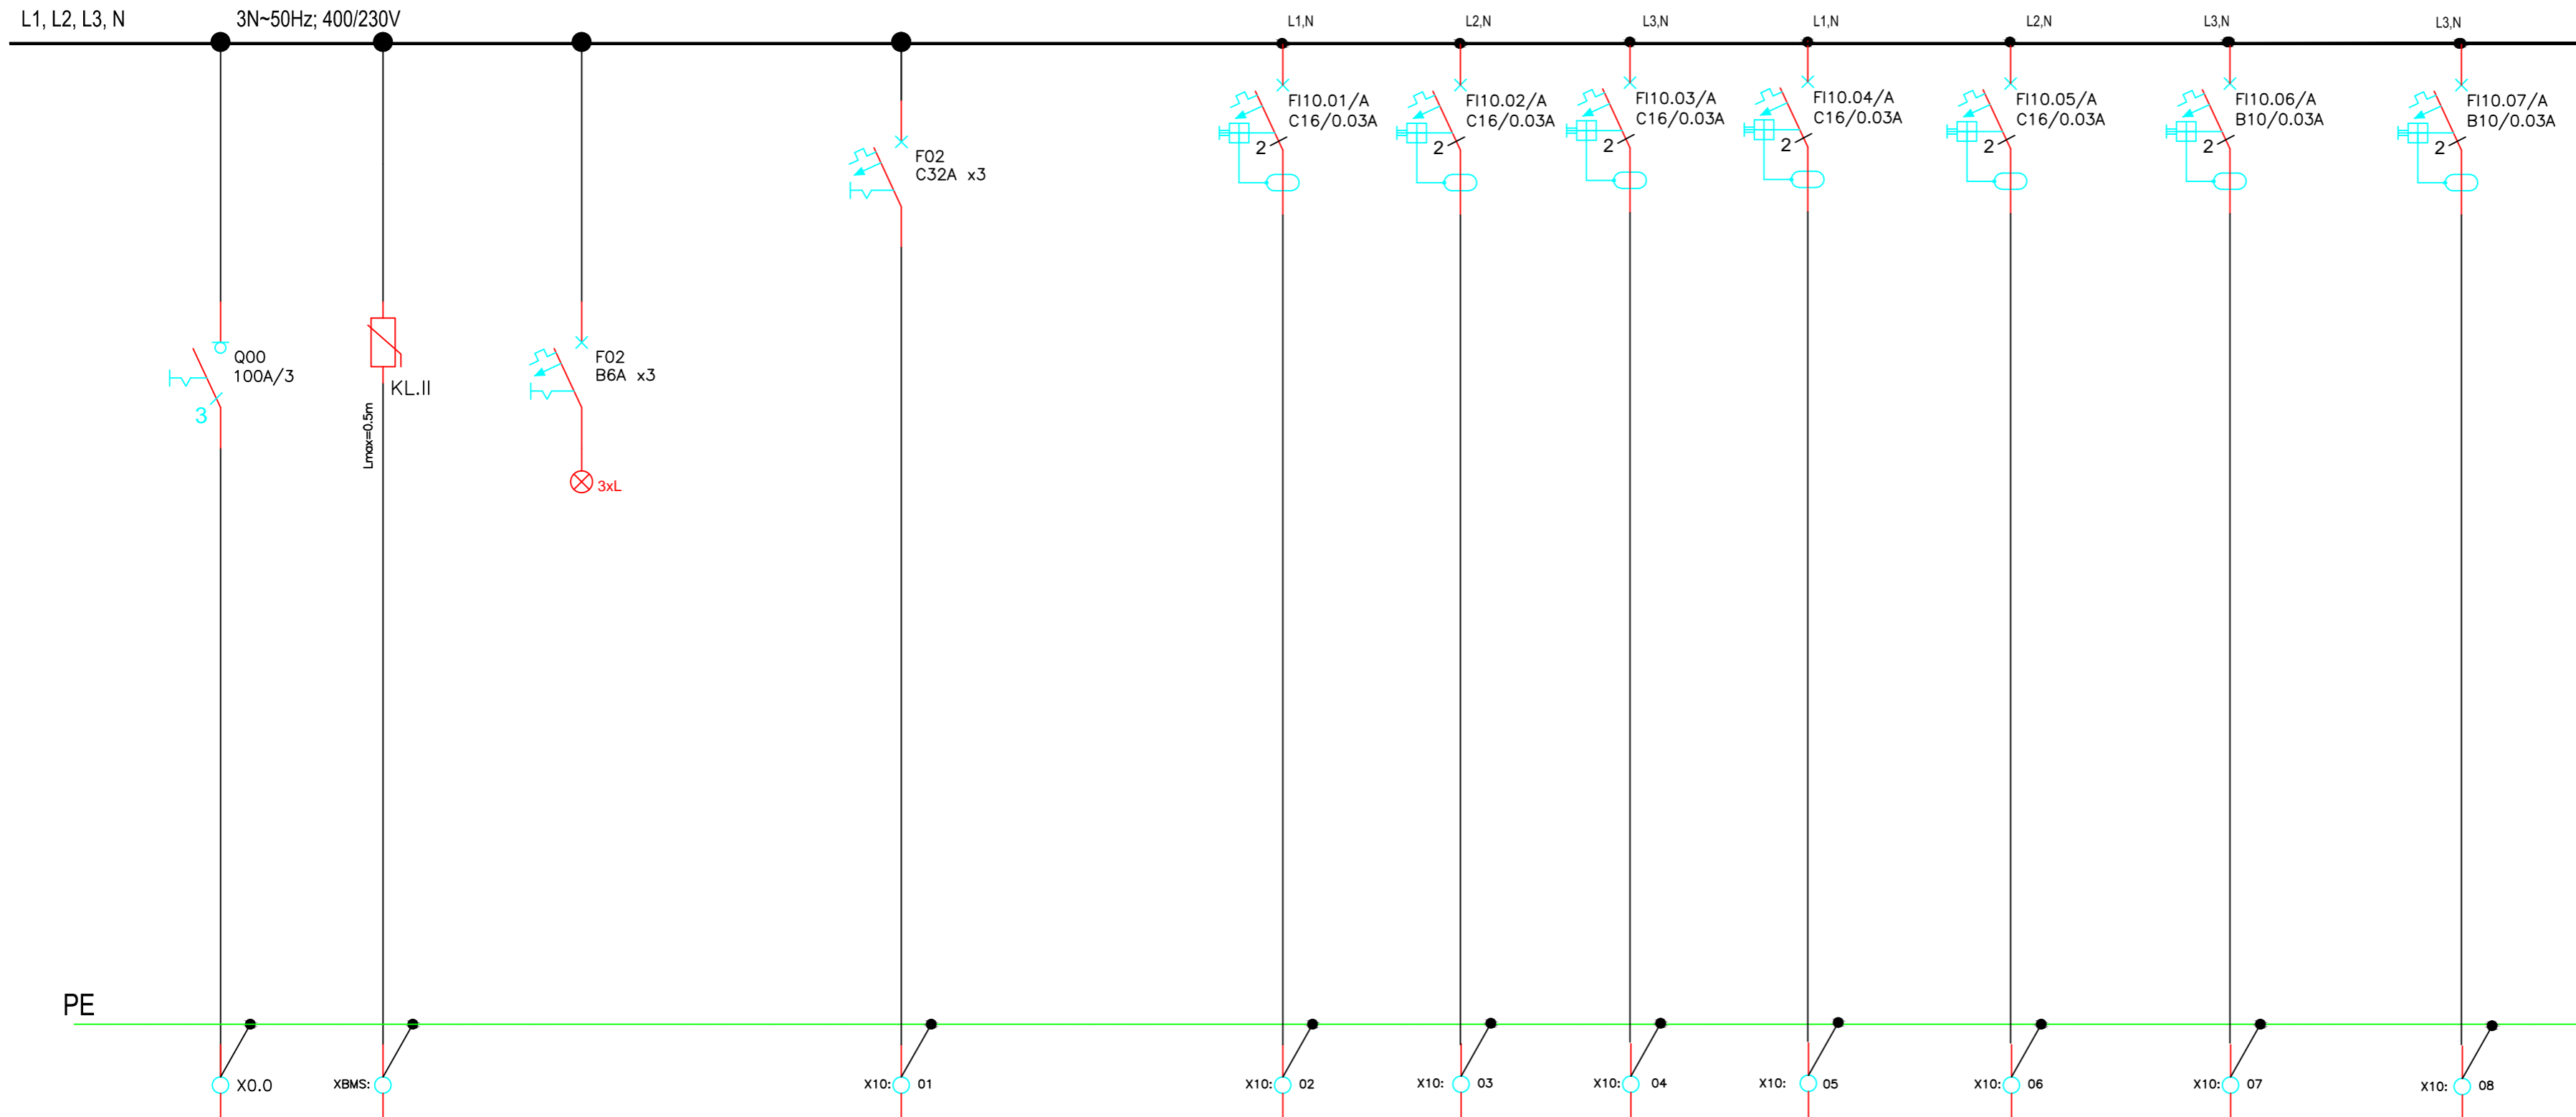 L1, L2, L3, N
3N~50Hz; 400/230V
L1,N
L2,N
L3,N
L1,N
L2,N
L3,N
L3,N
FI10.01/A
C16/0.03A
2
FI10.02/A
C16/0.03A
2
FI10.03/A
C16/0.03A
2
FI10.04/A
C16/0.03A
2
FI10.05/A
C16/0.03A
2
FI10.06/A
B10/0.03A
2
FI10.07/A
B10/0.03A
2
F02
C32A x3
Q00
100A/3
3
KL.II
Lmax=0.5m
F02
B6A x3
3xL
PE
X0.0
XBMS:
X10: 01
X10: 02
X10: 03
X10: 04
X10: 05
X10: 06
X10: 07
X10: 08